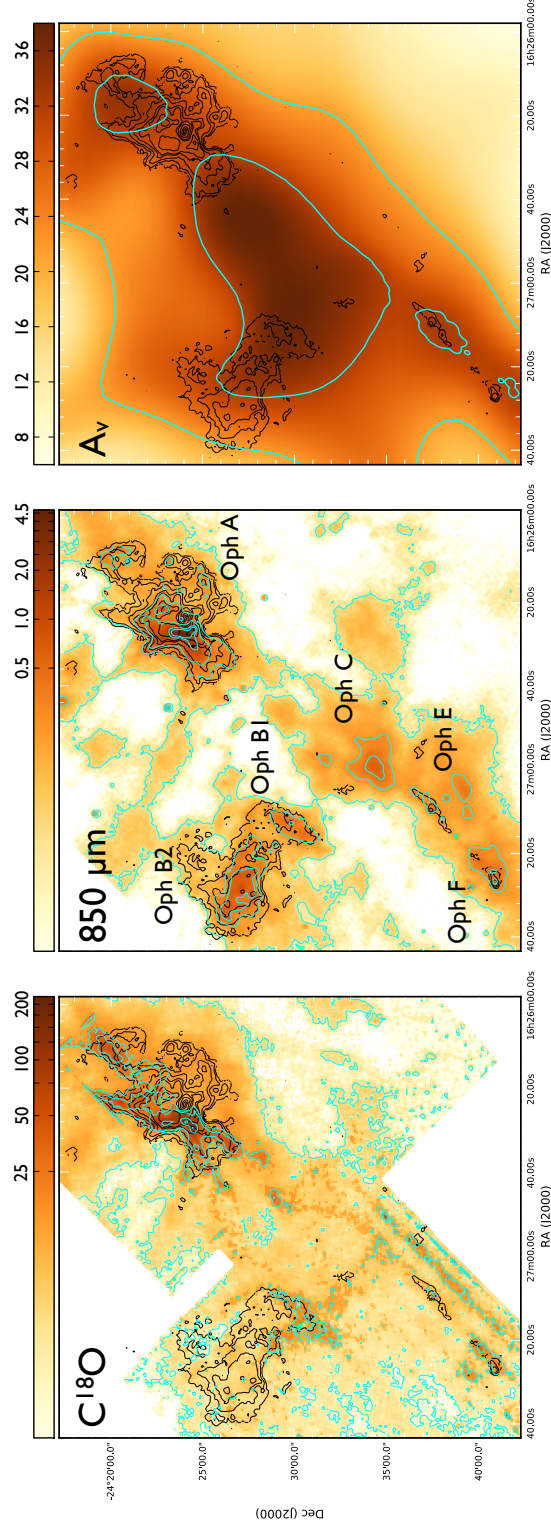 25 50 100 200
0.5 1.0 2.0 4.5
8 12 16 20 24 28 32 36
C¹⁸O
850 µm
Aᵥ
-24°20'00.0"
25'00.0"
30'00.0"
35'00.0"
40'00.0"
Dec (J2000)
Oph B2
Oph A
Oph B1
Oph C
Oph E
Oph F
40.00s 20.00s 27m00.00s 40.00s 20.00s 16h26m00.00s
RA (J2000)
40.00s 20.00s 27m00.00s 40.00s 20.00s 16h26m00.00s
RA (J2000)
40.00s 20.00s 27m00.00s 40.00s 20.00s 16h26m00.00s
RA (J2000)